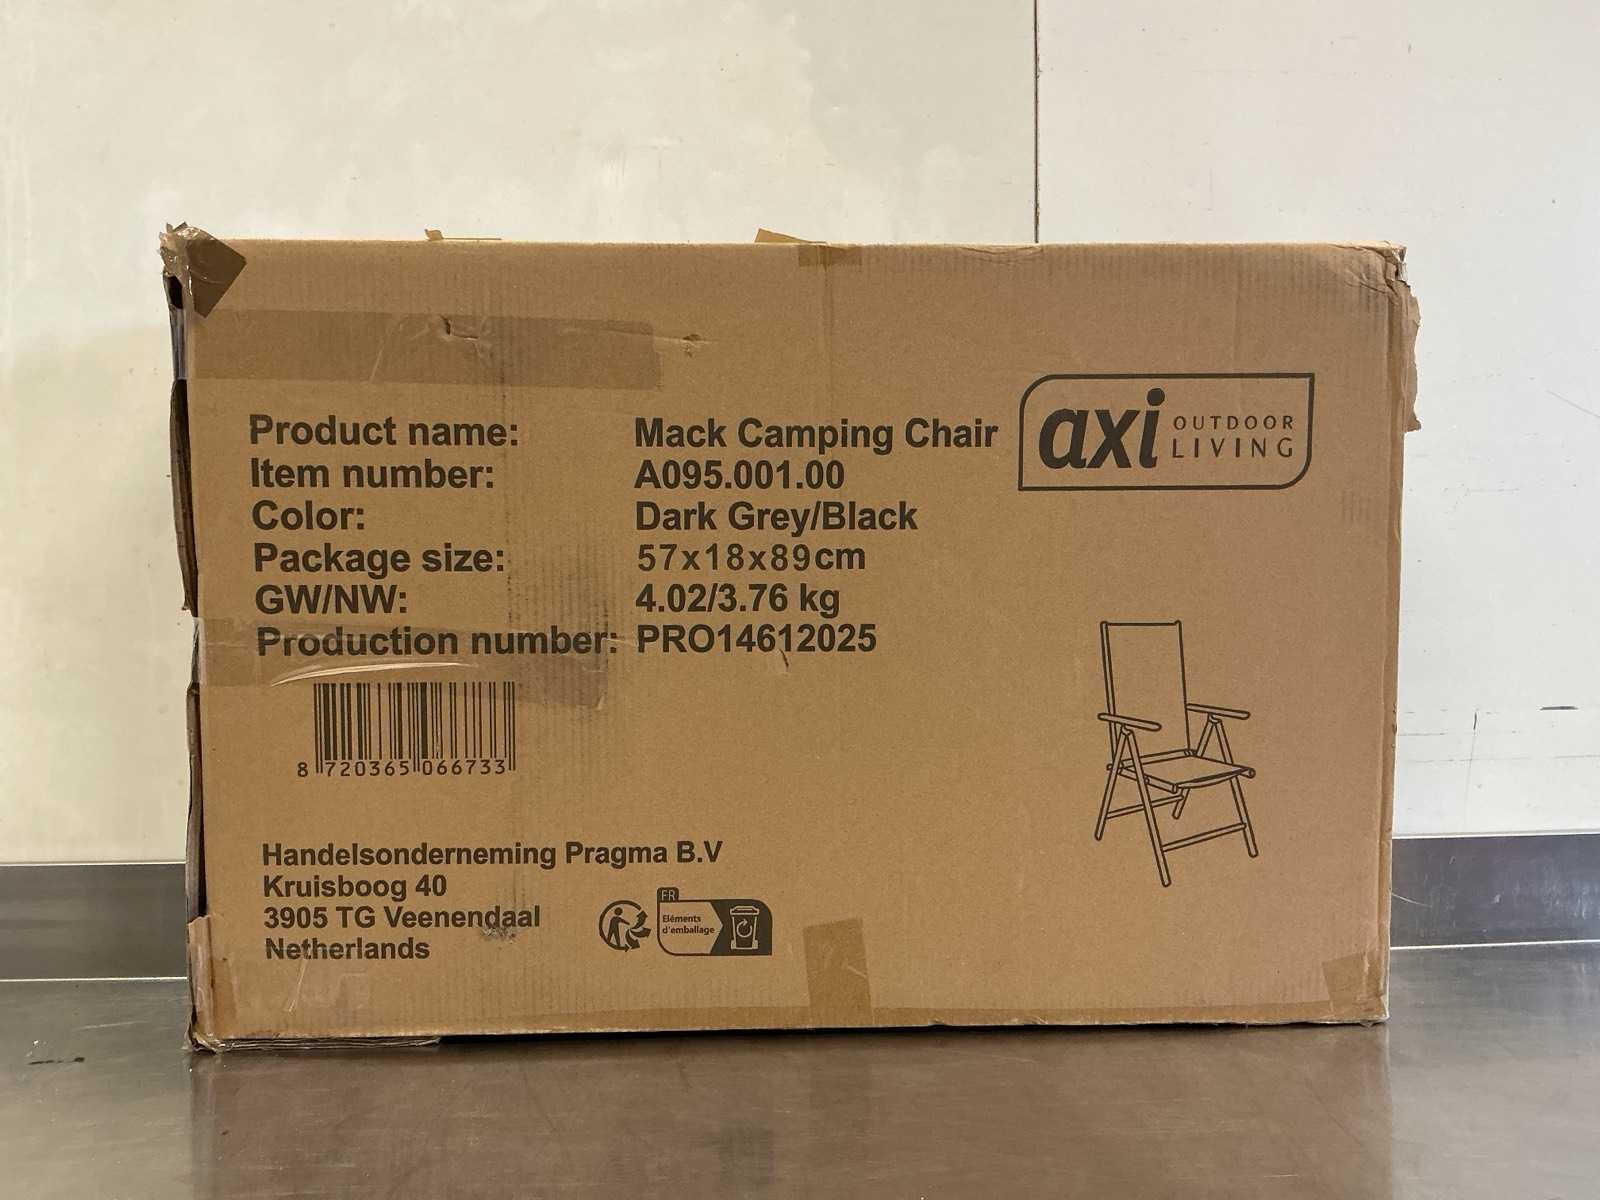 Product name: Mack Camping Chair
Item number: A095.001.00
Color: Dark Grey/Black
Package size: 57x18x89cm
GW/NW: 4.02/3.76 kg
Production number: PRO14612025
axi OUTDOOR LIVING
8 720365 066733
Handelsonderneming Pragma B.V
Kruisboog 40
3905 TG Veenendaal
Netherlands
FR
Eléments
d'emballage